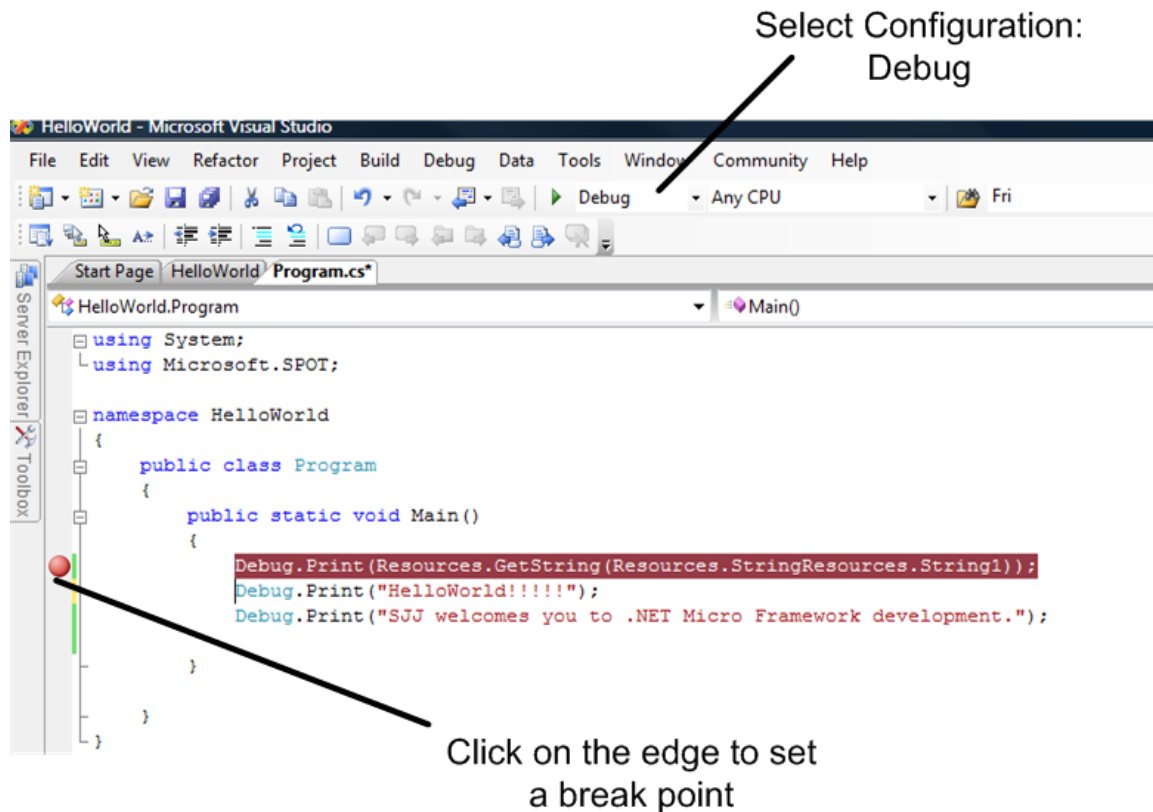 Select Configuration:
Debug
HelloWorld - Microsoft Visual Studio
File Edit View Refactor Project Build Debug Data Tools Window Community Help
Debug Any CPU Fri
Start Page HelloWorld Program.cs*
HelloWorld.Program Main()
Server Explorer
Toolbox
using System;
using Microsoft.SPOT;
namespace HelloWorld
{
public class Program
{
public static void Main()
{
Debug.Print(Resources.GetString(Resources.StringResources.String1));
Debug.Print("HelloWorld!!!!!");
Debug.Print("SJJ welcomes you to .NET Micro Framework development.");
}
}
}
Click on the edge to set
a break point